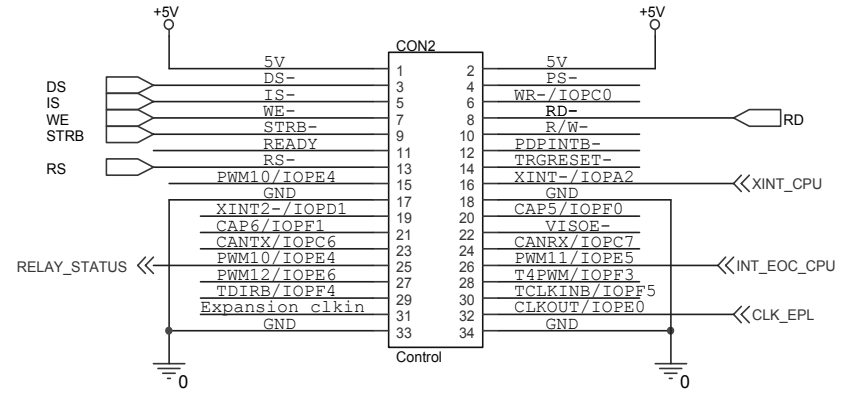 +5V +5V
CON2
5V 1 2 5V
DS DS- 3 4 PS-
IS IS- 5 6 WR-/IOPC0
WE WE- 7 8 RD- RD
STRB STRB- 9 10 R/W-
READY 11 12 PDPINTB-
RS RS- 13 14 TRGRESET-
PWM10/IOPE4 15 16 XINT-/IOPA2 XINT_CPU
GND 17 18 GND
XINT2-/IOPD1 19 20 CAP5/IOPF0
CAP6/IOPF1 21 22 VISOE-
CANTX/IOPC6 23 24 CANRX/IOPC7
RELAY_STATUS PWM10/IOPE4 25 26 PWM11/IOPE5 INT_EOC_CPU
PWM12/IOPE6 27 28 T4PWM/IOPF3
TDIRB/IOPF4 29 30 TCLKINB/IOPF5
Expansion clkin 31 32 CLKOUT/IOPE0 CLK_EPL
GND 33 34 GND
Control
0 0